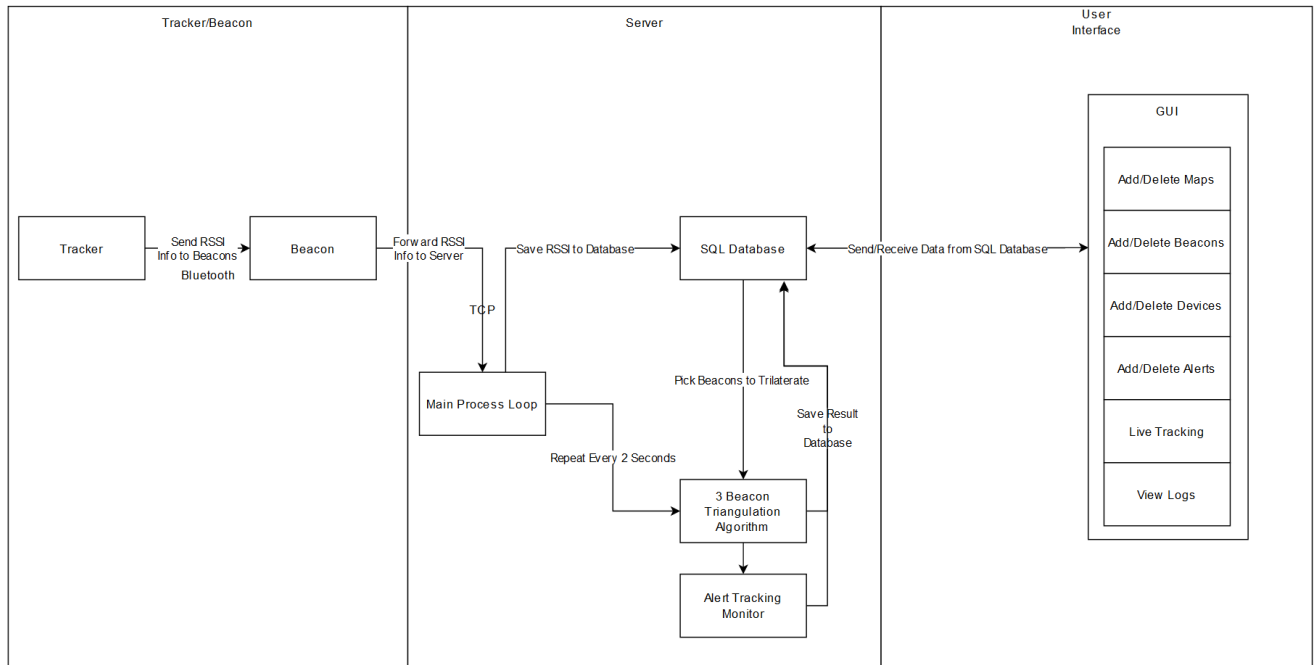 Tracker/Beacon
Server
User
Interface
GUI
Add/Delete Maps
Add/Delete Beacons
Add/Delete Devices
Add/Delete Alerts
Live Tracking
View Logs
Tracker
Send RSSI
Info to Beacons
Bluetooth
Beacon
Forward RSSI
Info to Server
TCP
Save RSSI to Database
SQL Database
Send/Receive Data from SQL Database
Main Process Loop
Pick Beacons to Trilaterate
Repeat Every 2 Seconds
Save Result
to
Database
3 Beacon
Triangulation
Algorithm
Alert Tracking
Monitor